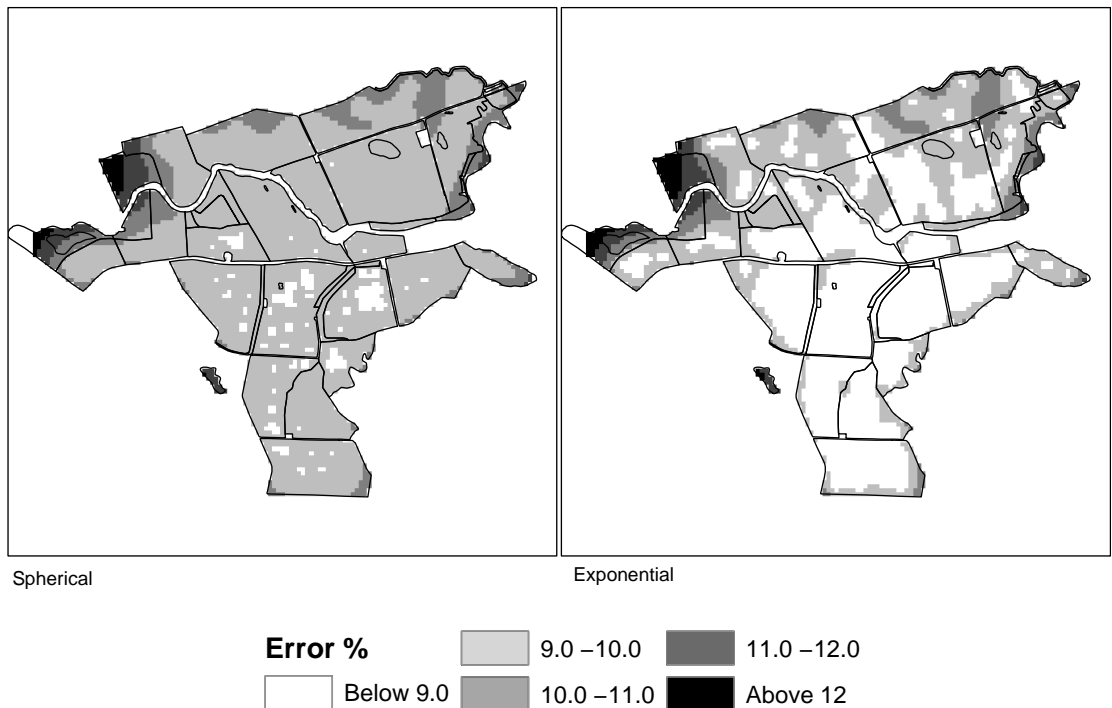 Spherical
Exponential
Error %
Below 9.0
9.0 −10.0
10.0 −11.0
11.0 −12.0
Above 12